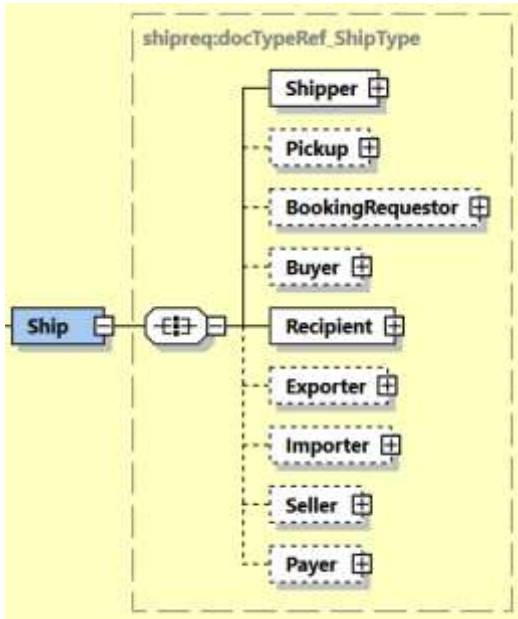 shipreq:docTypeRef_ShipType
Shipper
Pickup
BookingRequestor
Buyer
Ship
Recipient
Exporter
Importer
Seller
Payer